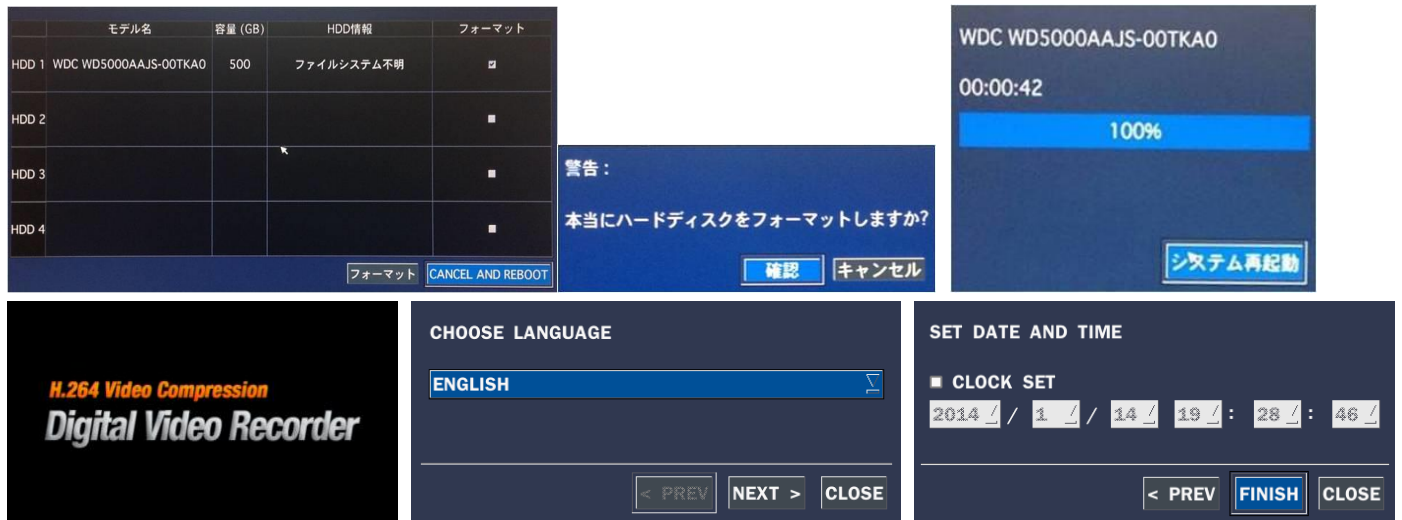 モデル名 容量 (GB) HDD情報 フォーマット
HDD 1 WDC WD5000AAJS-00TKA0 500 ファイルシステム不明
HDD 2
HDD 3
HDD 4
フォーマット CANCEL AND REBOOT
警告：
本当にハードディスクをフォーマットしますか?
確認 キャンセル
WDC WD5000AAJS-00TKA0
00:00:42
100%
システム再起動
H.264 Video Compression
Digital Video Recorder
CHOOSE LANGUAGE
ENGLISH
< PREV NEXT > CLOSE
SET DATE AND TIME
CLOCK SET
2014 / 1 / 14 19 : 28 : 46
< PREV FINISH CLOSE